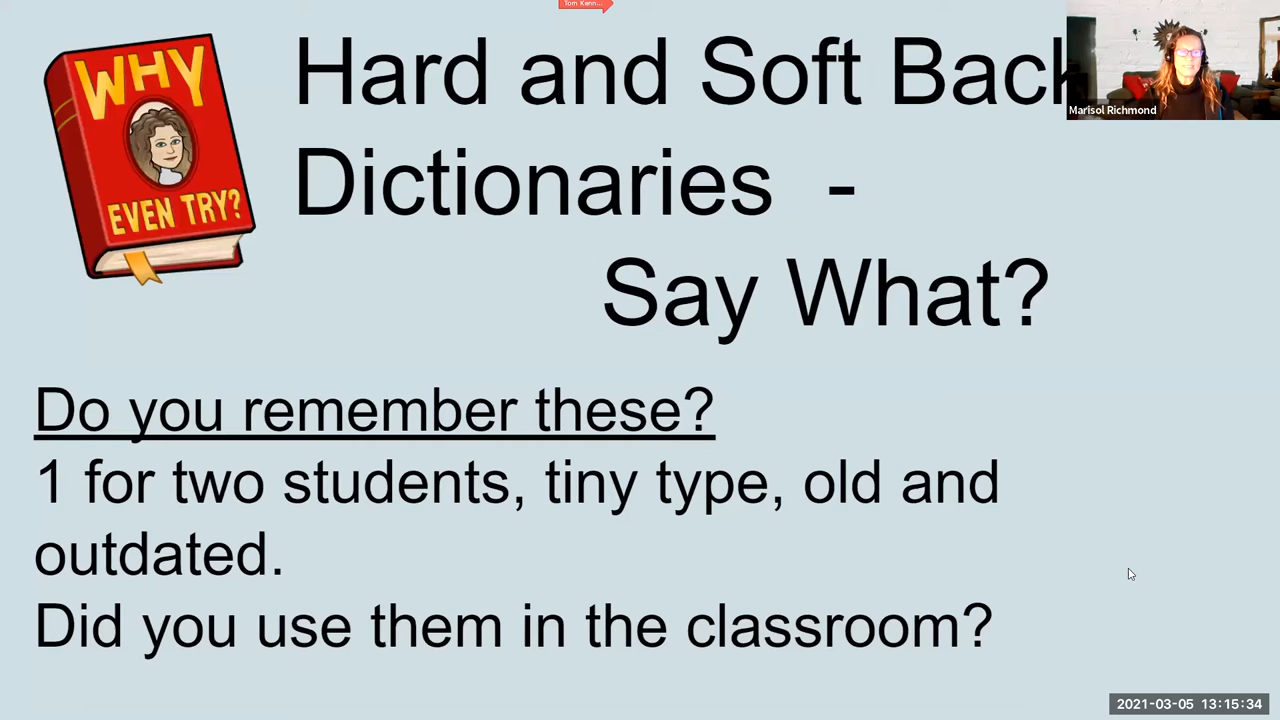 Tom Kenn...
WHY
EVEN TRY?
Hard and Soft Back
Dictionaries -
Say What?
Marisol Richmond
Do you remember these?
1 for two students, tiny type, old and
outdated.
Did you use them in the classroom?
2021-03-05 13:15:34